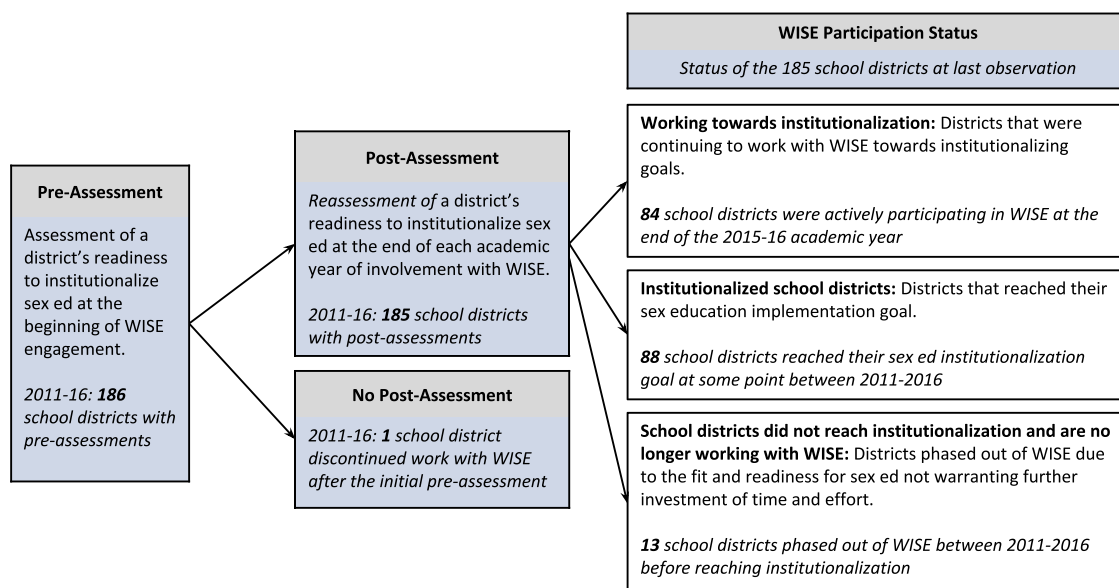 Pre-Assessment
Assessment of a
district's readiness
to institutionalize
sex ed at the
beginning of WISE
engagement.
2011-16: 186
school districts with
pre-assessments
Post-Assessment
Reassessment of a district's
readiness to institutionalize sex
ed at the end of each academic
year of involvement with WISE.
2011-16: 185 school districts
with post-assessments
No Post-Assessment
2011-16: 1 school district
discontinued work with WISE
after the initial pre-assessment
WISE Participation Status
Status of the 185 school districts at last observation
Working towards institutionalization: Districts that were
continuing to work with WISE towards institutionalizing
goals.
84 school districts were actively participating in WISE at the
end of the 2015-16 academic year
Institutionalized school districts: Districts that reached their
sex education implementation goal.
88 school districts reached their sex ed institutionalization
goal at some point between 2011-2016
School districts did not reach institutionalization and are no
longer working with WISE: Districts phased out of WISE due
to the fit and readiness for sex ed not warranting further
investment of time and effort.
13 school districts phased out of WISE between 2011-2016
before reaching institutionalization